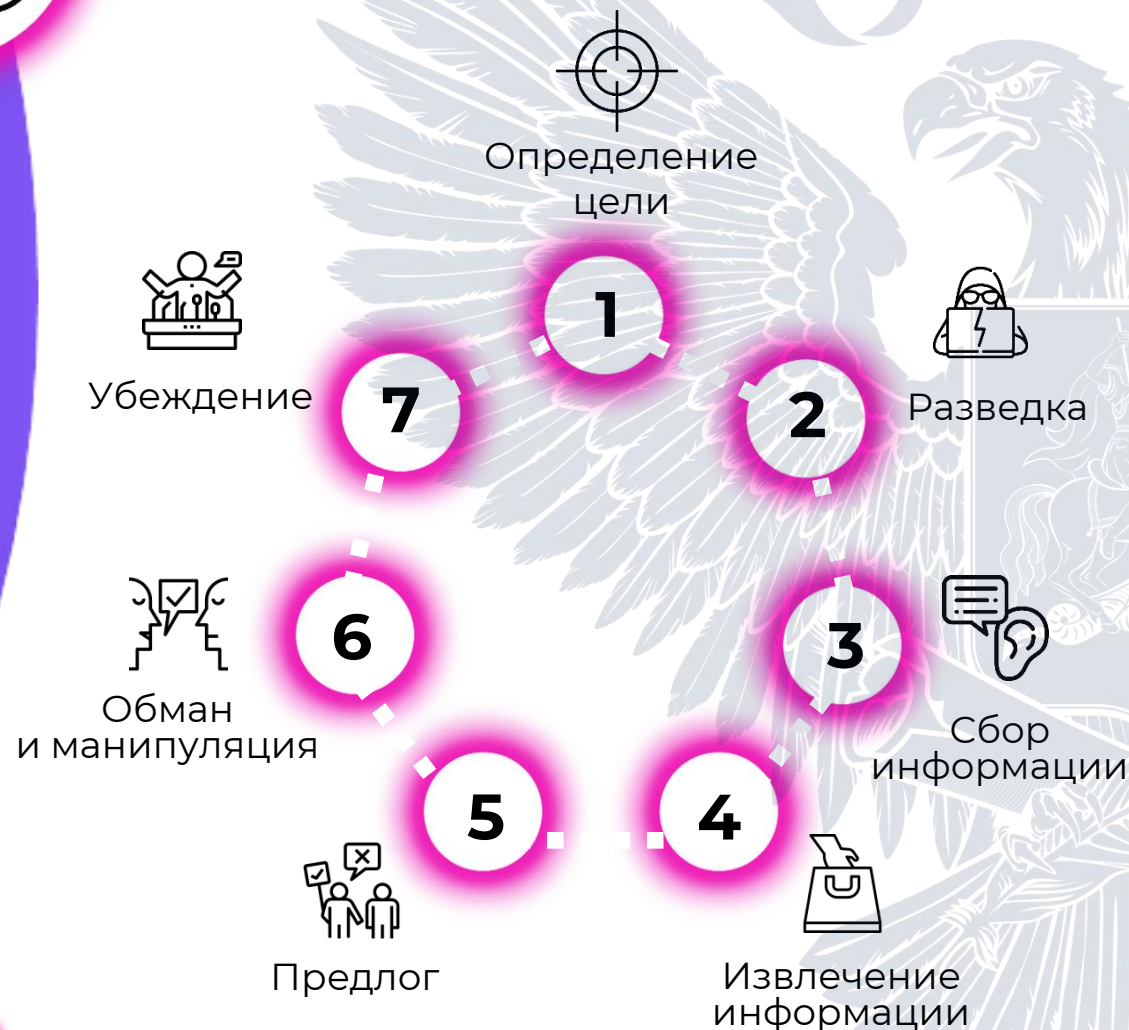 Определение
цели
1
2
Разведка
3
Сбор
информации
4
Извлечение
информации
5
Предлог
6
Обман
и манипуляция
7
Убеждение